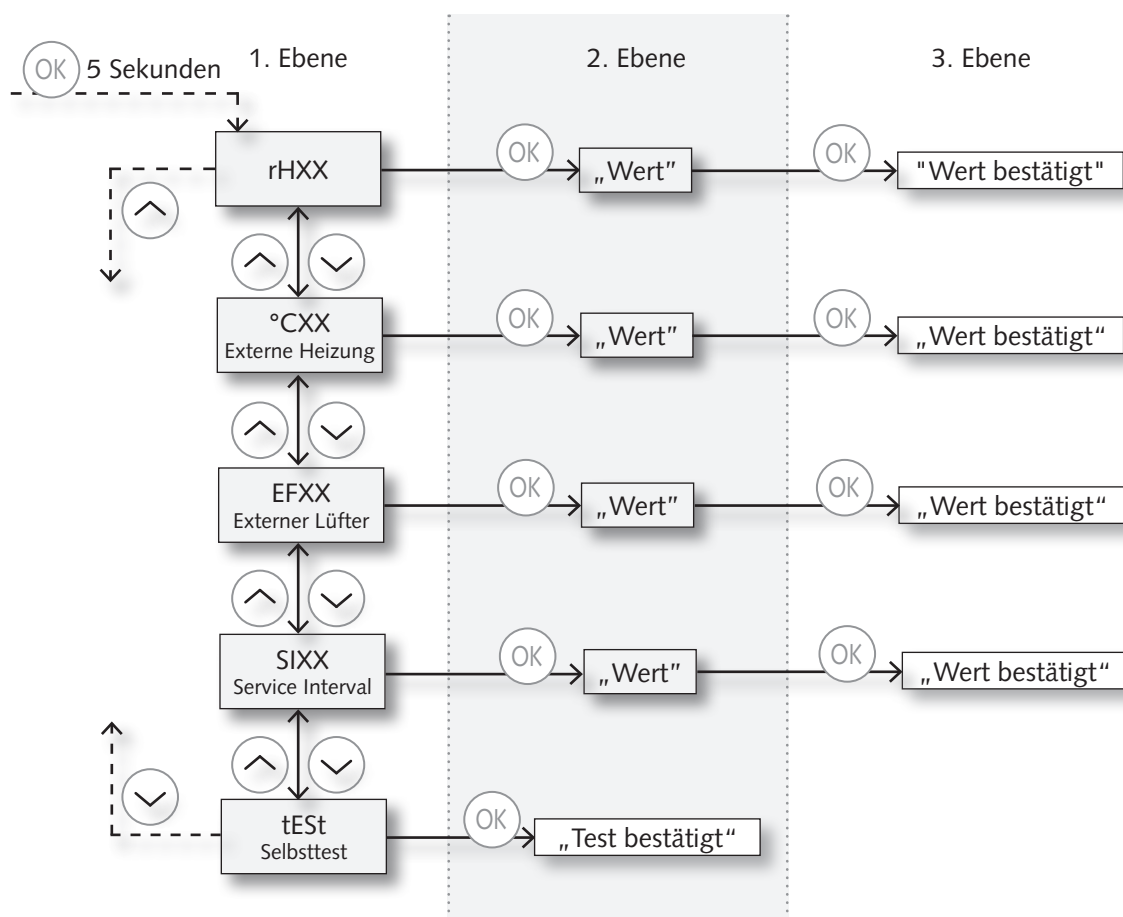 OK 5 Sekunden
1. Ebene
2. Ebene
3. Ebene
rHXX
OK
„Wert”
OK
"Wert bestätigt"
°CXX
Externe Heizung
OK
„Wert”
OK
„Wert bestätigt“
EFXX
Externer Lüfter
OK
„Wert”
OK
„Wert bestätigt“
SIXX
Service Interval
OK
„Wert”
OK
„Wert bestätigt“
tESt
Selbsttest
OK
„Test bestätigt“